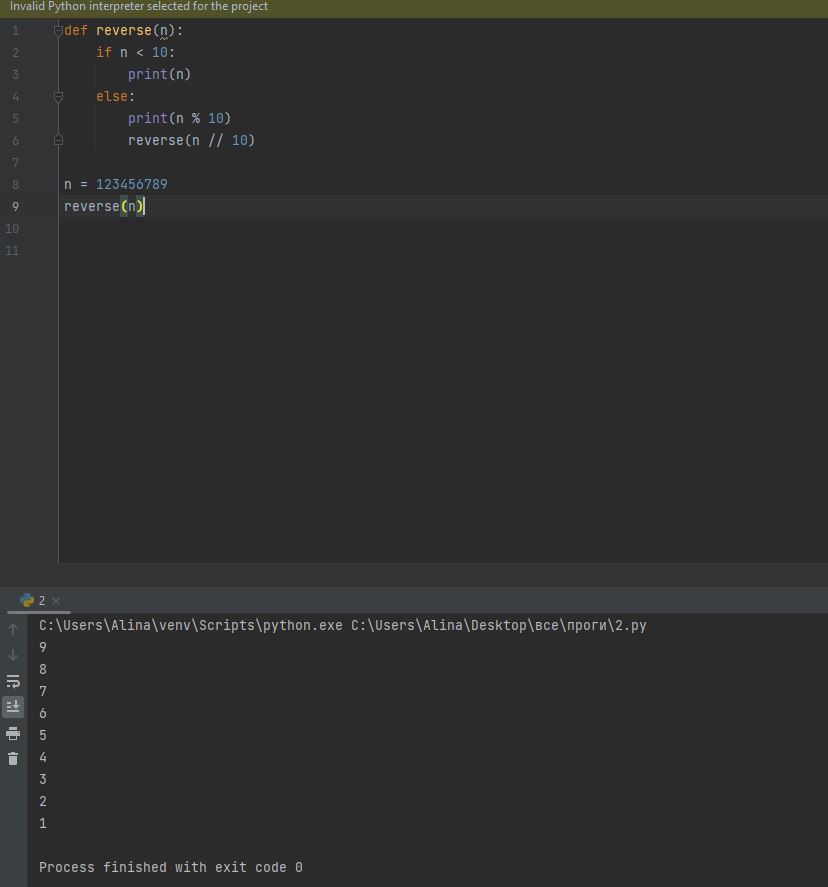 Invalid Python interpreter selected for the project
1 def reverse(n):
2 if n < 10:
3 print(n)
4 else:
5 print(n % 10)
6 reverse(n // 10)
7
8 n = 123456789
9 reverse(n)
10
11
2
C:\Users\Alina\venv\Scripts\python.exe C:\Users\Alina\Desktop\все\проги\2.py
9
8
7
6
5
4
3
2
1
Process finished with exit code 0